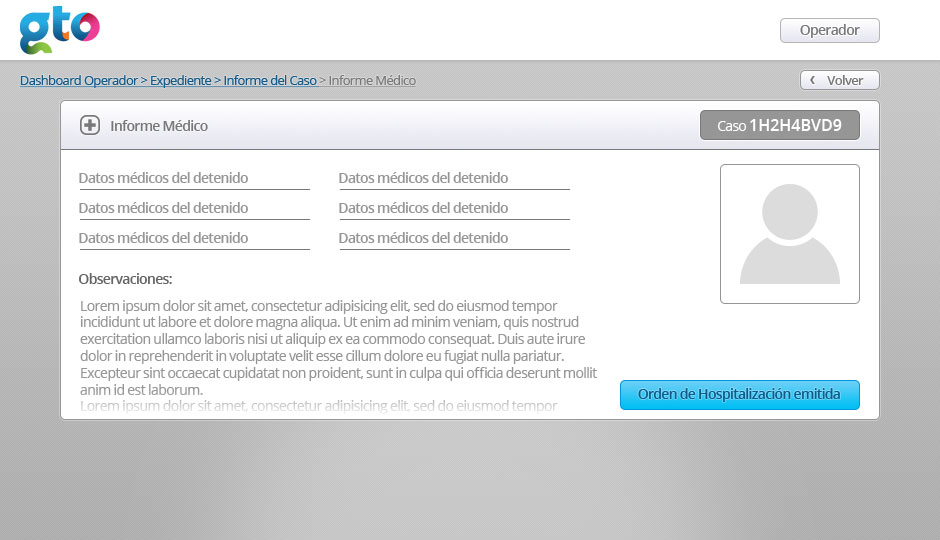 gto
Operador
Dashboard Operador > Expediente > Informe del Caso > Informe Médico
Volver
Informe Médico
Caso 1H2H4BVD9
Datos médicos del detenido
Datos médicos del detenido
Datos médicos del detenido
Datos médicos del detenido
Datos médicos del detenido
Datos médicos del detenido
Observaciones:
Lorem ipsum dolor sit amet, consectetur adipisicing elit, sed do eiusmod tempor
incididunt ut labore et dolore magna aliqua. Ut enim ad minim veniam, quis nostrud
exercitation ullamco laboris nisi ut aliquip ex ea commodo consequat. Duis aute irure
dolor in reprehenderit in voluptate velit esse cillum dolore eu fugiat nulla pariatur.
Excepteur sint occaecat cupidatat non proident, sunt in culpa qui officia deserunt mollit
anim id est laborum.
Lorem ipsum dolor sit amet, consectetur adipisicing elit, sed do eiusmod tempor
Orden de Hospitalización emitida